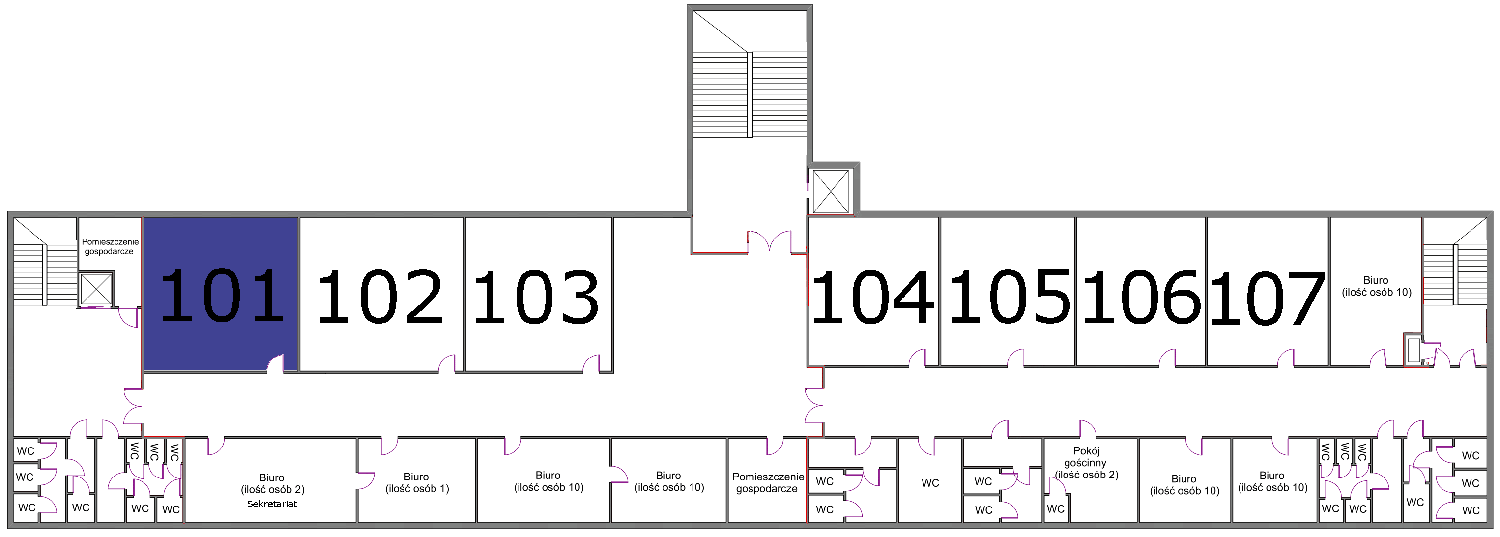 Pomieszczenie
gospodarcze
101
102
103
104
105
106
107
Biuro
(ilość osób 10)
WC
WC
WC
WC
WC
WC
WC
WC
WC
Biuro
(ilość osób 2)
Sekretariat
Biuro
(ilość osób 1)
Biuro
(ilość osób 10)
Biuro
(ilość osób 10)
Pomieszczenie
gospodarcze
WC
WC
WC
WC
WC
Pokój
gościnny
(ilość osób 2)
WC
Biuro
(ilość osób 10)
Biuro
(ilość osób 10)
WC
WC
WC
WC
WC
WC
WC
WC
WC